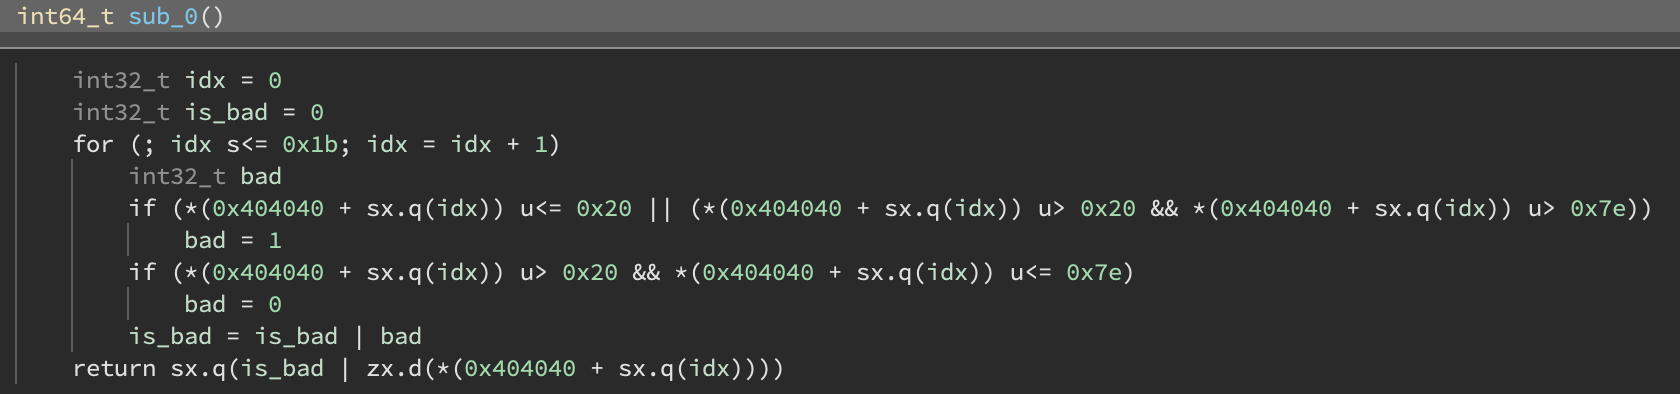 int64_t sub_0()
int32_t idx = 0
int32_t is_bad = 0
for (; idx s<= 0x1b; idx = idx + 1)
int32_t bad
if (*(0x404040 + sx.q(idx)) u<= 0x20 || (*(0x404040 + sx.q(idx)) u> 0x20 && *(0x404040 + sx.q(idx)) u> 0x7e))
bad = 1
if (*(0x404040 + sx.q(idx)) u> 0x20 && *(0x404040 + sx.q(idx)) u<= 0x7e)
bad = 0
is_bad = is_bad | bad
return sx.q(is_bad | zx.d(*(0x404040 + sx.q(idx))))